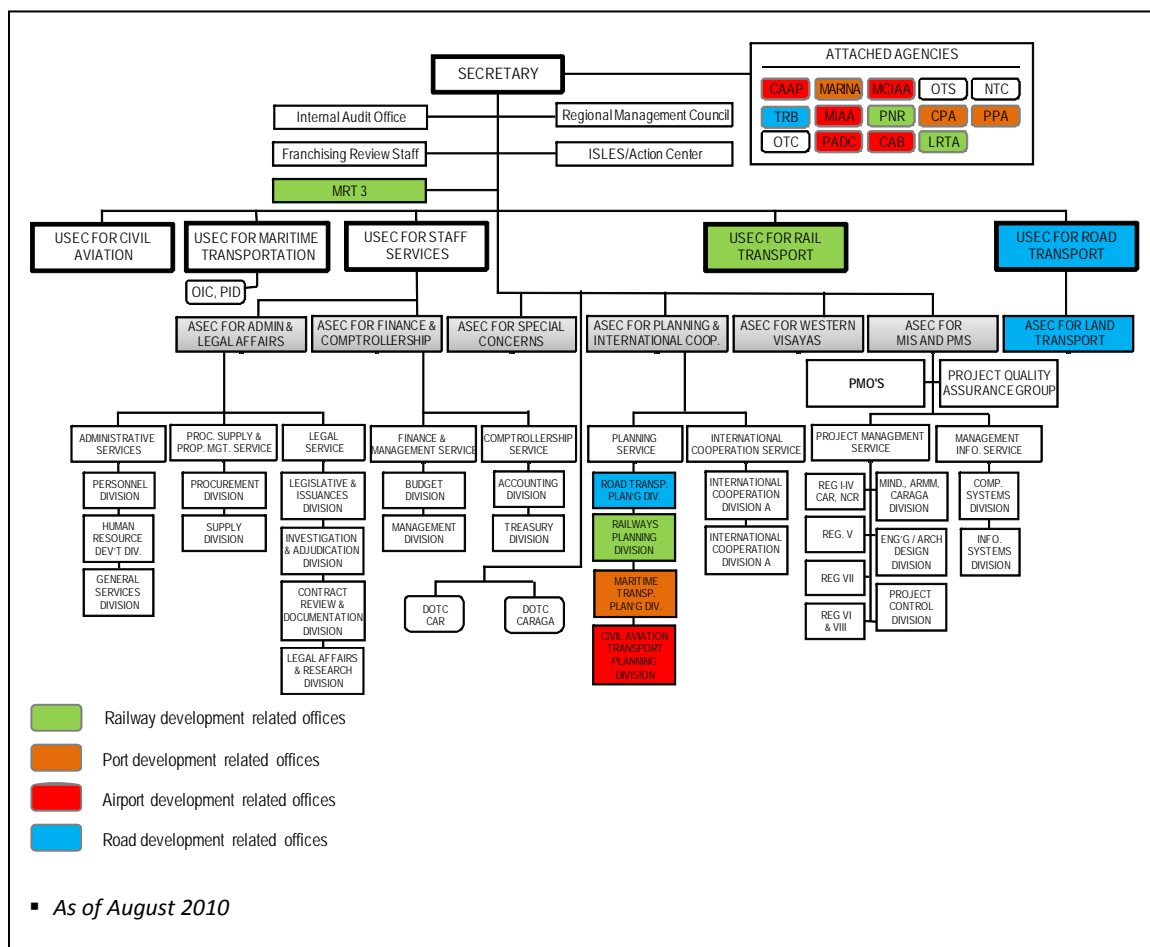 ATTACHED AGENCIES
SECRETARY
CAAP MARINA MCIAA OTS NTC
TRB MIAA PNR CPA PPA
OTC PADC CAB LRTA
Internal Audit Office
Regional Management Council
Franchising Review Staff
ISLES/Action Center
MRT 3
USEC FOR CIVIL
AVIATION
USEC FOR MARITIME
TRANSPORTATION
USEC FOR STAFF
SERVICES
USEC FOR RAIL
TRANSPORT
USEC FOR ROAD
TRANSPORT
OIC, PID
ASEC FOR ADMIN &
LEGAL AFFAIRS
ASEC FOR FINANCE &
COMPTROLLERSHIP
ASEC FOR SPECIAL
CONCERNS
ASEC FOR PLANNING &
INTERNATIONAL COOP.
ASEC FOR WESTERN
VISAYAS
ASEC FOR
MIS AND PMS
ASEC FOR LAND
TRANSPORT
PMO'S
PROJECT QUALITY
ASSURANCE GROUP
ADMINISTRATIVE
SERVICES
PROC. SUPPLY &
PROP. MGT. SERVICE
LEGAL
SERVICE
FINANCE &
MANAGEMENT SERVICE
COMPTROLLERSHIP
SERVICE
PLANNING
SERVICE
INTERNATIONAL
COOPERATION SERVICE
PROJECT MANAGEMENT
SERVICE
MANAGEMENT
INFO. SERVICE
PERSONNEL
DIVISION
HUMAN
RESOURCE
DEV'T DIV.
GENERAL
SERVICES
DIVISION
PROCUREMENT
DIVISION
SUPPLY
DIVISION
LEGISLATIVE &
ISSUANCES
DIVISION
INVESTIGATION
& ADJUDICATION
DIVISION
CONTRACT
REVIEW &
DOCUMENTATION
DIVISION
LEGAL AFFAIRS
& RESEARCH
DIVISION
BUDGET
DIVISION
MANAGEMENT
DIVISION
ACCOUNTING
DIVISION
TREASURY
DIVISION
DOTC
CAR
DOTC
CARAGA
ROAD TRANSP.
PLAN'G DIV.
RAILWAYS
PLANNING
DIVISION
MARITIME
TRANSP.
PLAN'G DIV.
CIVIL AVIATION
TRANSPORT
PLANNING
DIVISION
INTERNATIONAL
COOPERATION
DIVISION A
INTERNATIONAL
COOPERATION
DIVISION A
REG I-IV
CAR, NCR
REG. V
REG VII
REG VI
& VIII
MIND., ARMM,
CARAGA
DIVISION
ENG'G / ARCH
DESIGN
DIVISION
PROJECT
CONTROL
DIVISION
COMP.
SYSTEMS
DIVISION
INFO.
SYSTEMS
DIVISION
Railway development related offices
Port development related offices
Airport development related offices
Road development related offices
▪ As of August 2010